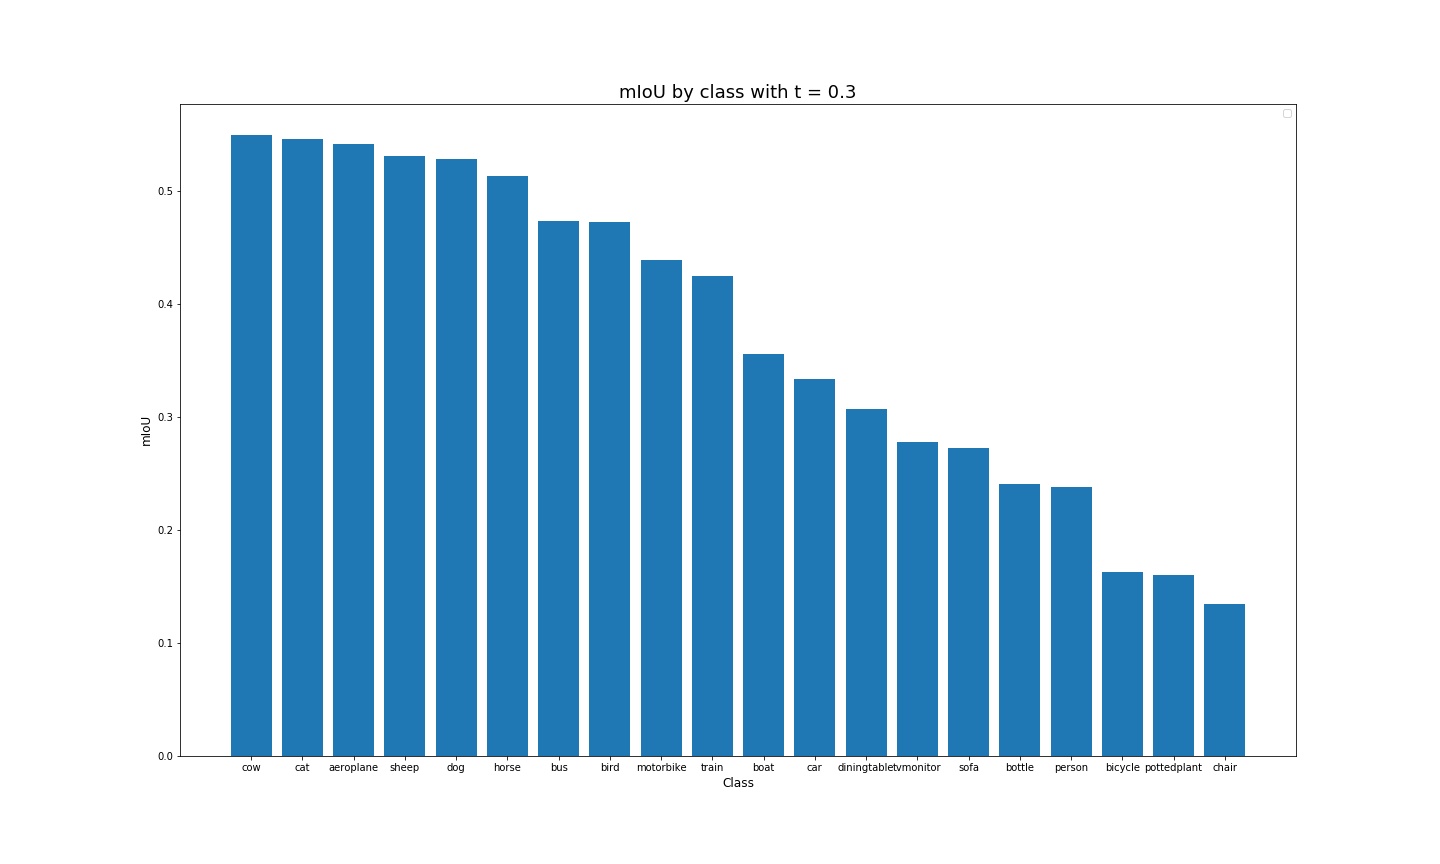 mIoU by class with t = 0.3
0.5
0.4
0.3
0.2
0.1
0.0
mIoU
cow cat aeroplane sheep dog horse bus bird motorbike train boat car diningtable tvmonitor sofa bottle person bicycle pottedplant chair
Class